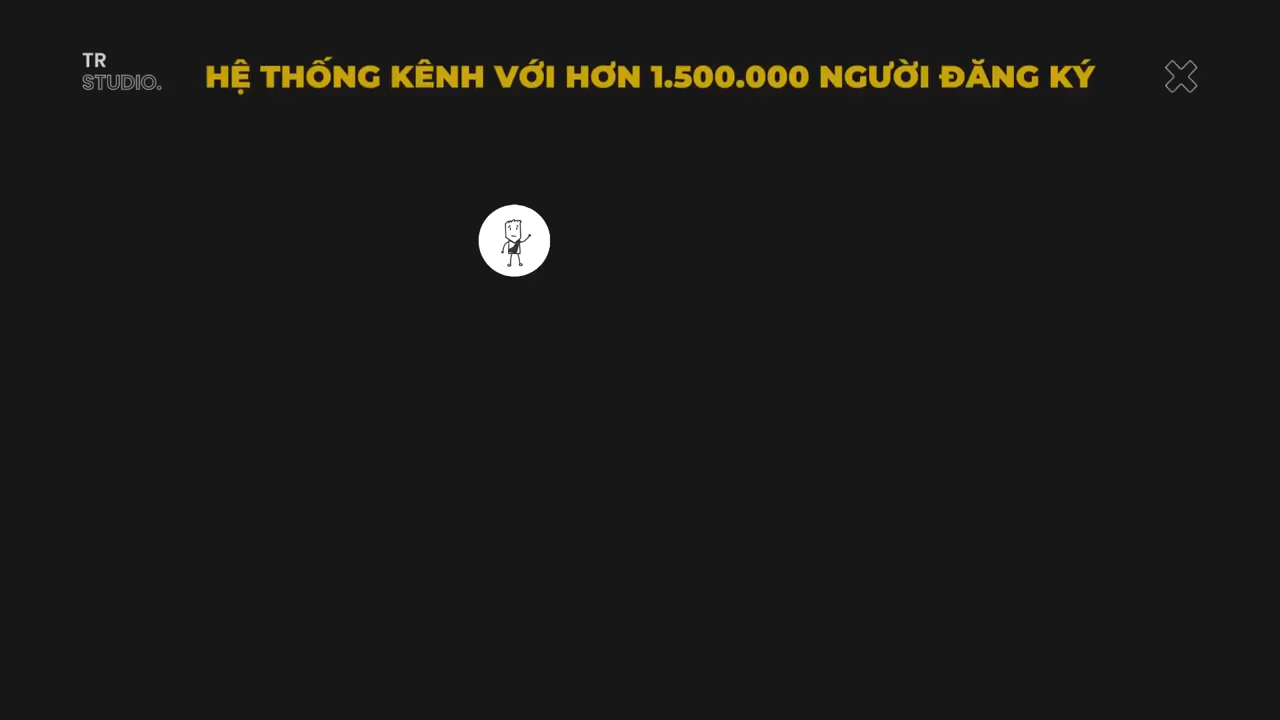 TR
STUDIO.
HỆ THỐNG KÊNH VỚI HƠN 1.500.000 NGƯỜI ĐĂNG KÝ